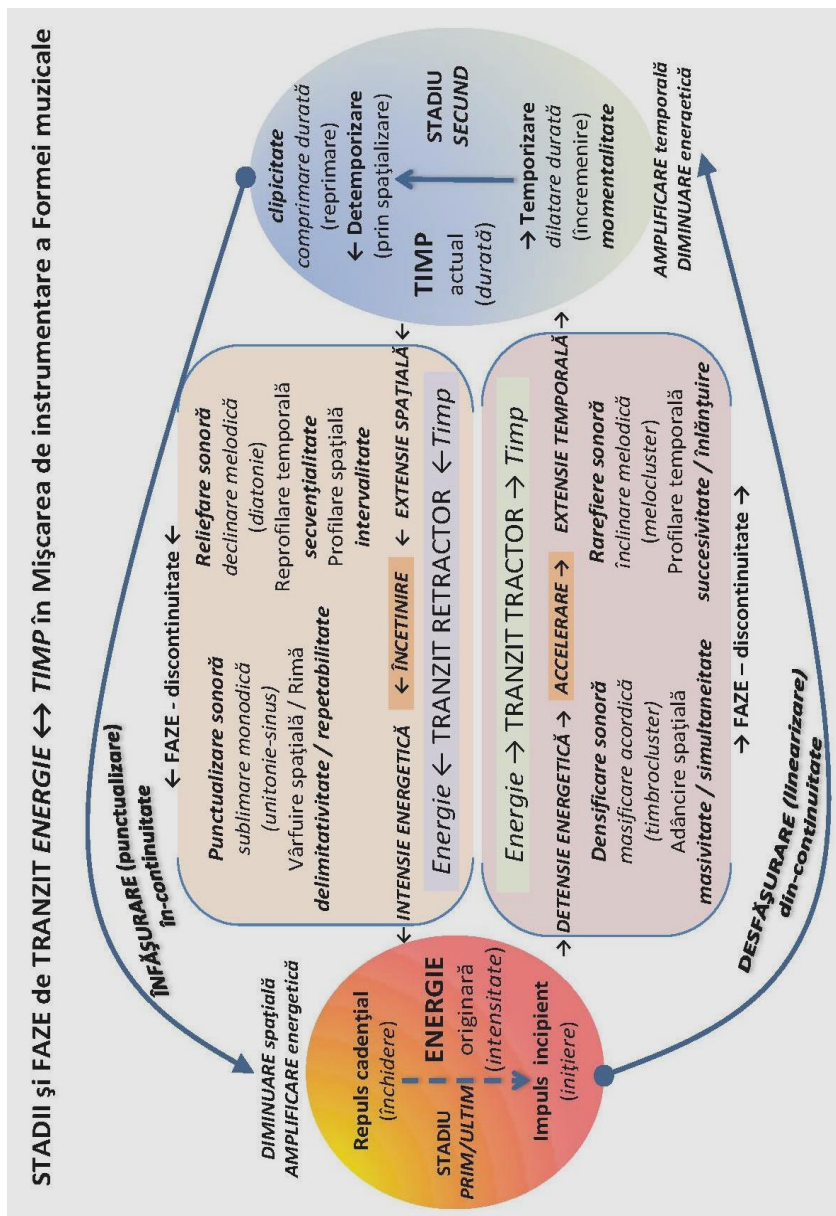 STADII şi FAZE de TRANZIT ENERGIE ↔ TIMP în Mişcarea de instrumentare a Formei muzicale
ÎNFĂŞURARE (punctualizare)
în-continuitate
DIMINUARE spaţială
AMPLIFICARE energetică
Repuls cadenţial
(închidere)
STADIU
PRIM/ULTIM
ENERGIE
originară
(intensitate)
Impuls incipient
(iniţiere)
← FAZE - discontinuitate ←
Punctualizare sonoră
sublimare monodică
(unitonie-sinus)
Vârfuire spaţială / Rimă
delimitativitate / repetabilitate
Reliefare sonoră
declinare melodică
(diatonie)
Reprofilare temporală
secvenţialitate
Profilare spaţială
intervalitate
← INTENSIE ENERGETICĂ ← ÎNCETINIRE ← EXTENSIE SPAŢIALĂ ←
Energie ← TRANZIT RETRACTOR ← Timp
Energie → TRANZIT TRACTOR → Timp
→ DETENSIE ENERGETICĂ → ACCELERARE → EXTENSIE TEMPORALĂ →
Densificare sonoră
masificare acordică
(timbrocluster)
Adâncire spaţială
masivitate / simultaneitate
Rarefiere sonoră
înclinare melodică
(melocluster)
Profilare temporală
succesivitate / înlănţuire
→ FAZE – discontinuitate →
clipicitate
comprimare durată
(reprimare)
← Detemporizare
(prin spaţializare)
TIMP
actual
(durată)
STADIU
SECUND
→ Temporizare
dilatare durată
(încremenire)
momentalitate
AMPLIFICARE temporală
DIMINUARE energetică
DESFĂŞURARE (linearizare)
din-continuitate